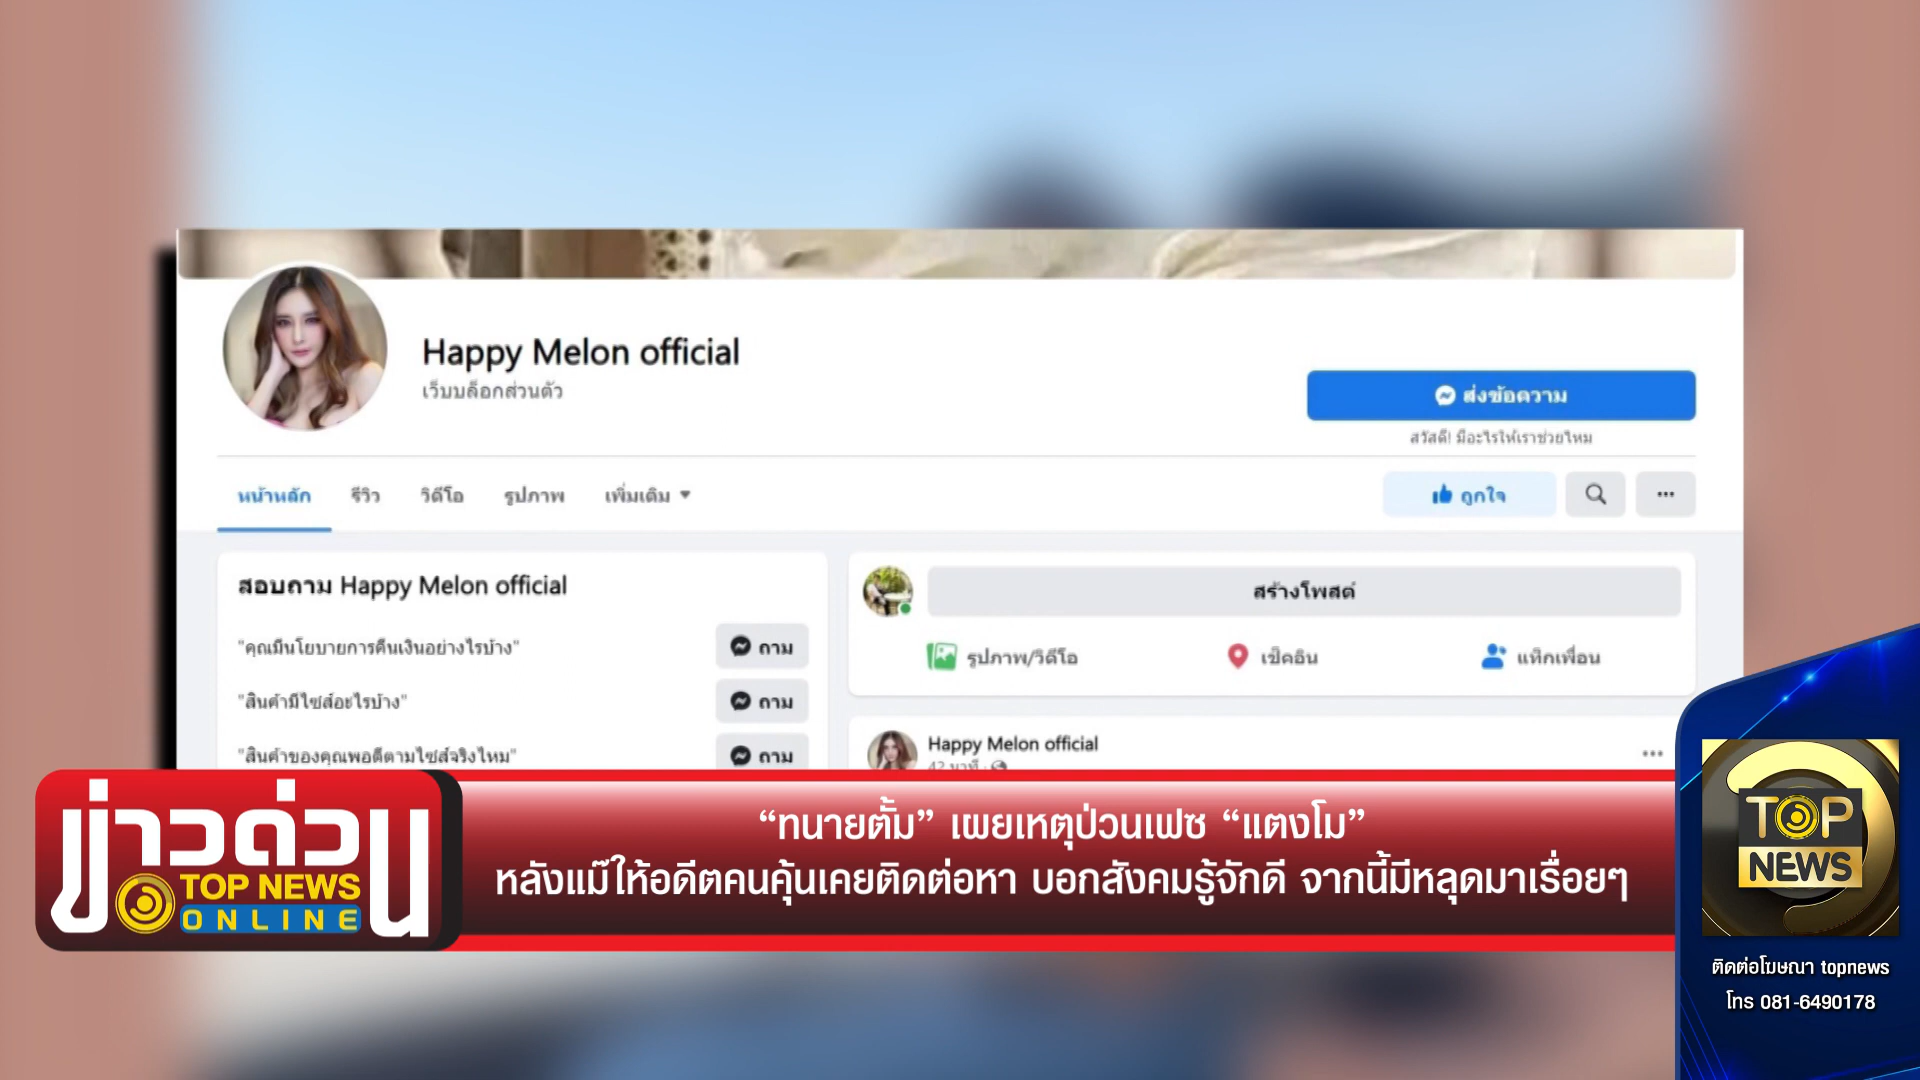 Happy Melon official
เว็บบล็อกส่วนตัว
ส่งข้อความ
สวัสดี! มีอะไรให้เราช่วยไหม
หน้าหลัก รีวิว วิดีโอ รูปภาพ เพิ่มเติม
ถูกใจ
สอบถาม Happy Melon official
"คุณมีนโยบายการคืนเงินอย่างไรบ้าง" ถาม
"สินค้ามีไซส์อะไรบ้าง" ถาม
"สินค้าของคุณพอดีตามไซส์จริงไหม" ถาม
สร้างโพสต์
รูปภาพ/วิดีโอ เช็คอิน แท็กเพื่อน
Happy Melon official
42 นาที
ข่าวด่วน
TOP NEWS
ONLINE
“ทนายตั้ม” เผยเหตุป่วนเฟซ “แตงโม”
หลังแม๊ให้อดีตคนคุ้นเคยติดต่อหา บอกสังคมรู้จักดี จากนี้มีหลุดมาเรื่อยๆ
TOP
NEWS
ติดต่อโฆษณา topnews
โทร 081-6490178